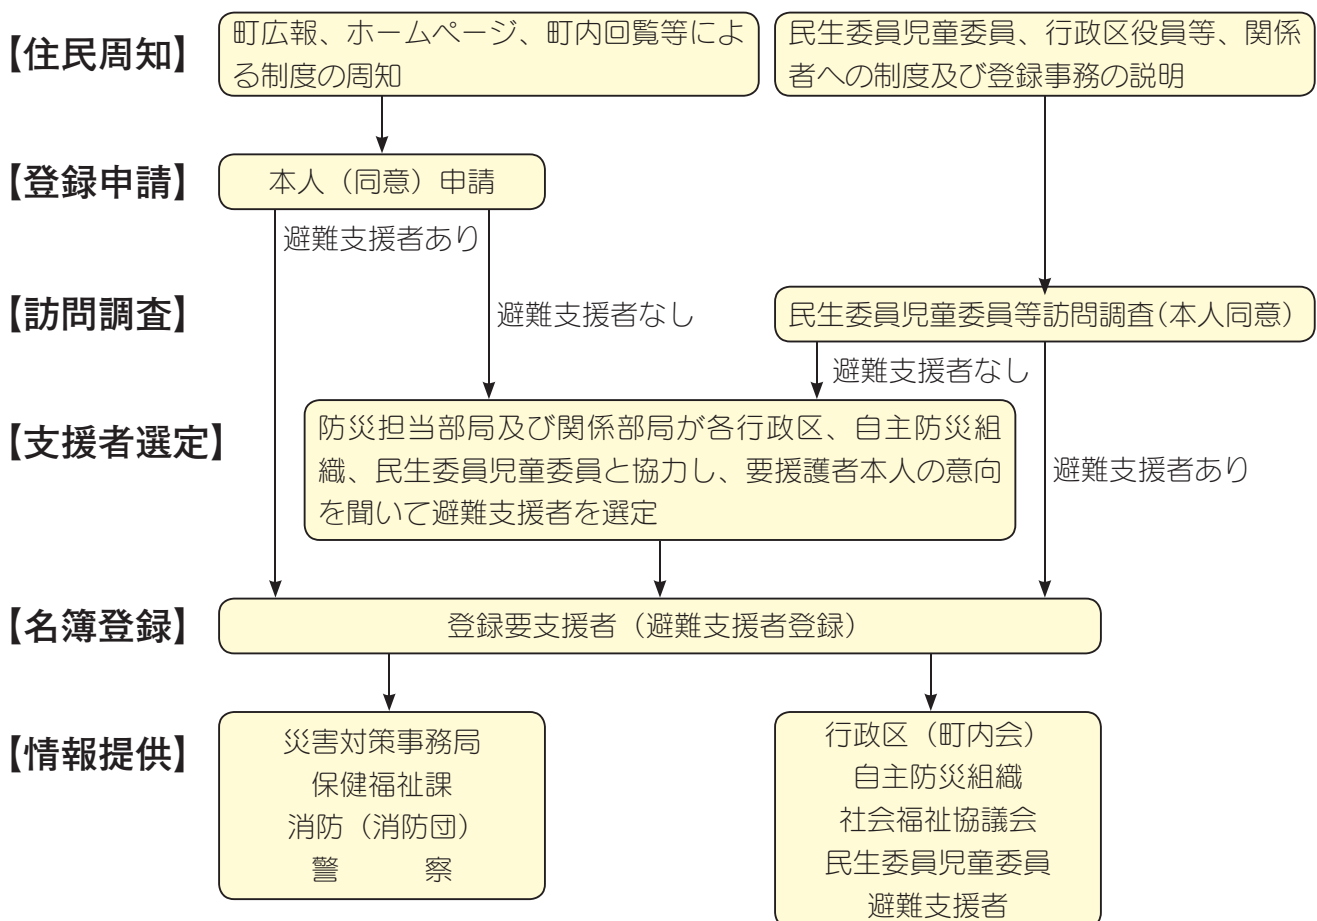 【住民周知】
町広報、ホームページ、町内回覧等によ
る制度の周知
民生委員児童委員、行政区役員等、関係
者への制度及び登録事務の説明
【登録申請】
本人（同意）申請
避難支援者あり
【訪問調査】
避難支援者なし
民生委員児童委員等訪問調査(本人同意)
避難支援者なし
【支援者選定】
防災担当部局及び関係部局が各行政区、自主防災組
織、民生委員児童委員と協力し、要援護者本人の意向
を聞いて避難支援者を選定
避難支援者あり
【名簿登録】
登録要支援者（避難支援者登録）
【情報提供】
災害対策事務局
保健福祉課
消防（消防団）
警　　　察
行政区（町内会）
自主防災組織
社会福祉協議会
民生委員児童委員
避難支援者